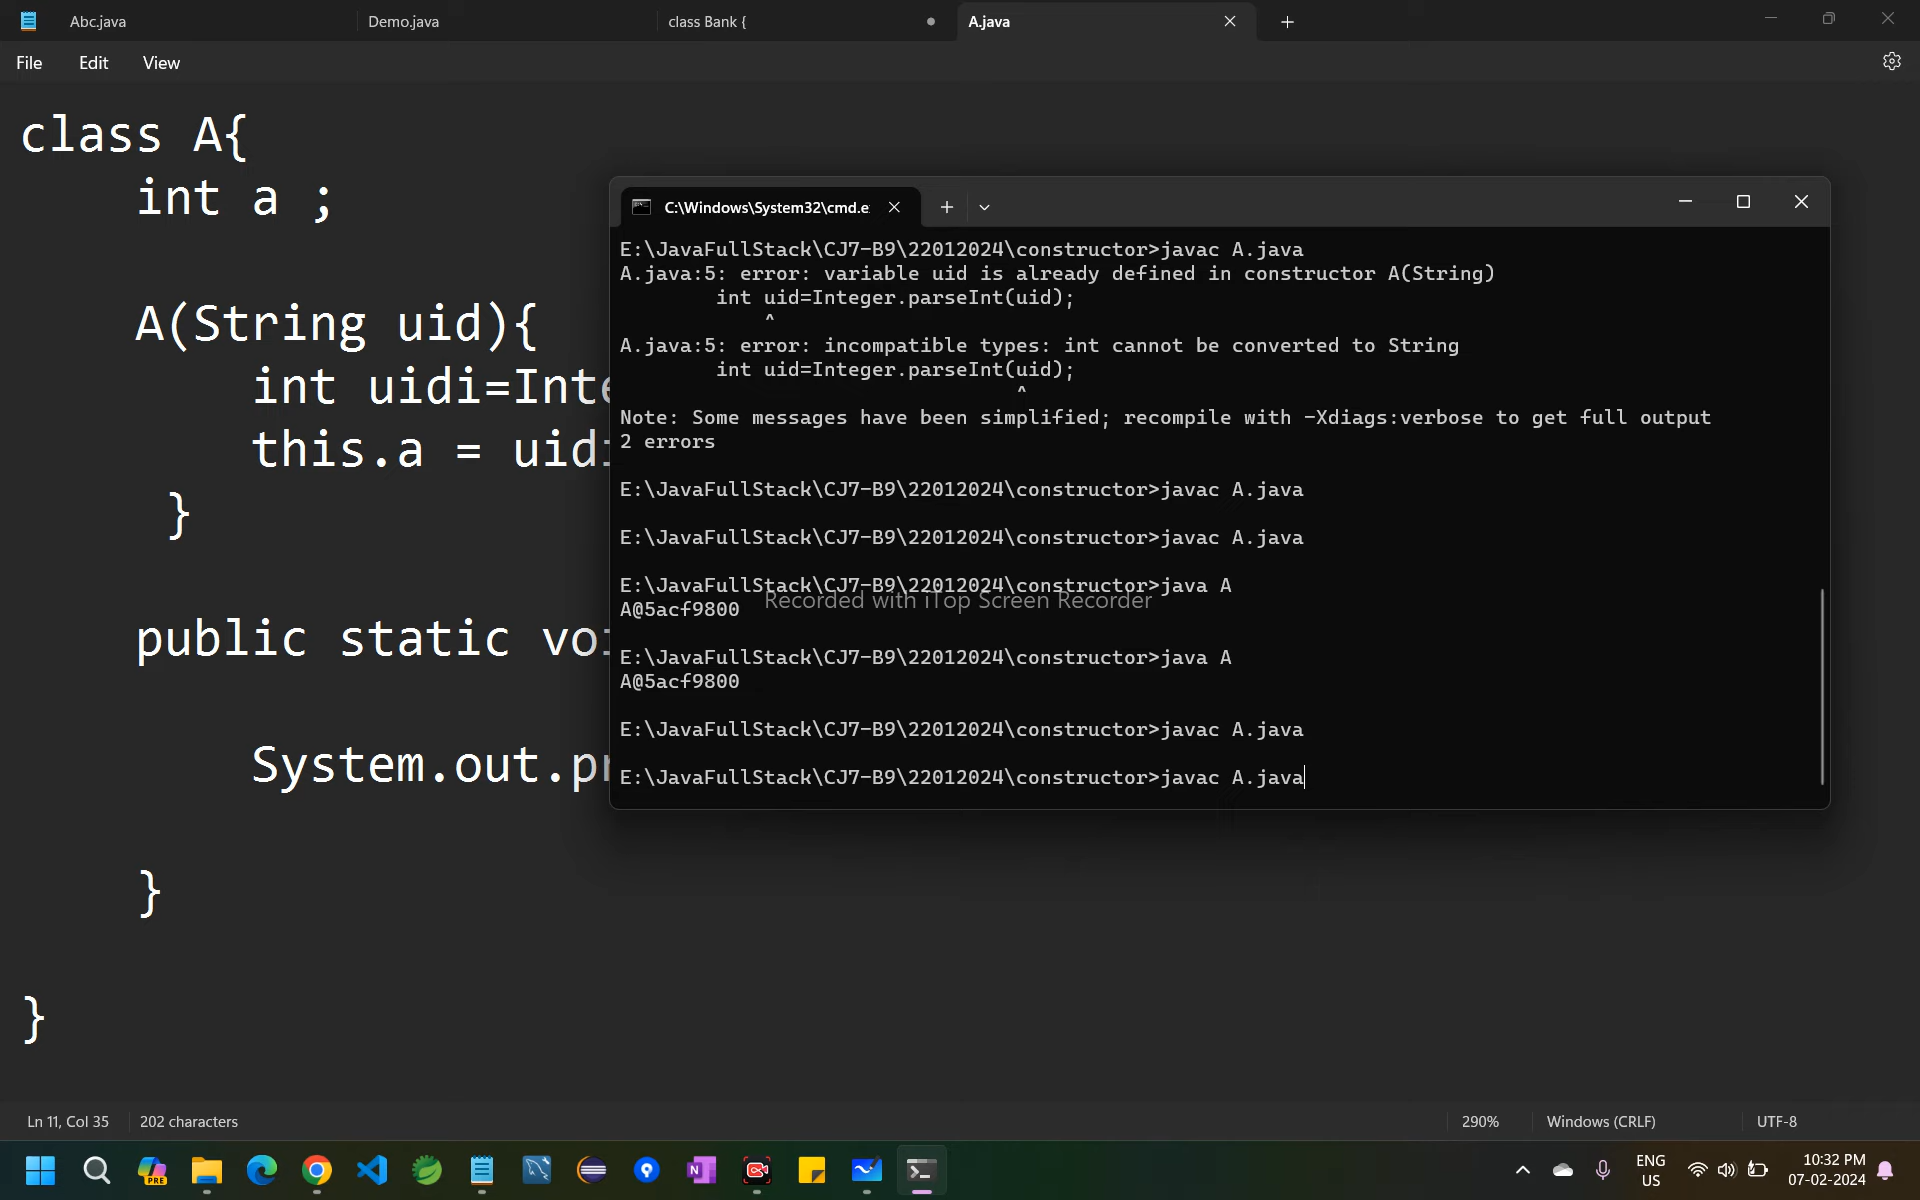 Abc.java
Demo.java
class Bank {
A.java
File Edit View
class A{
int a ;
A(String uid){
int uidi=Inte
this.a = uidi
}
public static voi
System.out.pr
}
}
C:\Windows\System32\cmd.e
E:\JavaFullStack\CJ7-B9\22012024\constructor>javac A.java
A.java:5: error: variable uid is already defined in constructor A(String)
int uid=Integer.parseInt(uid);
^
A.java:5: error: incompatible types: int cannot be converted to String
int uid=Integer.parseInt(uid);
^
Note: Some messages have been simplified; recompile with -Xdiags:verbose to get full output
2 errors
E:\JavaFullStack\CJ7-B9\22012024\constructor>javac A.java
E:\JavaFullStack\CJ7-B9\22012024\constructor>javac A.java
E:\JavaFullStack\CJ7-B9\22012024\constructor>java A
Recorded with iTop Screen Recorder
A@5acf9800
E:\JavaFullStack\CJ7-B9\22012024\constructor>java A
A@5acf9800
E:\JavaFullStack\CJ7-B9\22012024\constructor>javac A.java
E:\JavaFullStack\CJ7-B9\22012024\constructor>javac A.java
Ln 11, Col 35 202 characters 290% Windows (CRLF) UTF-8
PRE
N
ENG
US
10:32 PM
07-02-2024